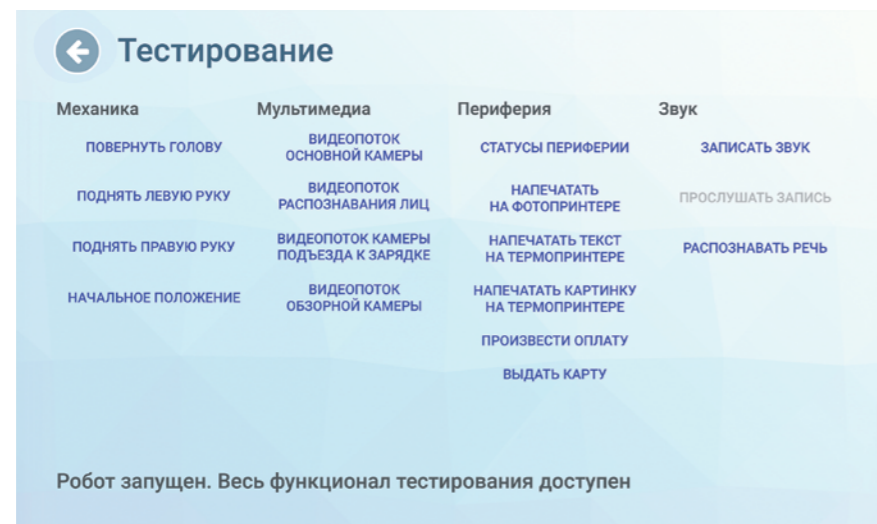 Тестирование
Механика
ПОВЕРНУТЬ ГОЛОВУ
ПОДНЯТЬ ЛЕВУЮ РУКУ
ПОДНЯТЬ ПРАВУЮ РУКУ
НАЧАЛЬНОЕ ПОЛОЖЕНИЕ
Мультимедиа
ВИДЕОПОТОК
ОСНОВНОЙ КАМЕРЫ
ВИДЕОПОТОК
РАСПОЗНАВАНИЯ ЛИЦ
ВИДЕОПОТОК КАМЕРЫ
ПОДЪЕЗДА К ЗАРЯДКЕ
ВИДЕОПОТОК
ОБЗОРНОЙ КАМЕРЫ
Периферия
СТАТУСЫ ПЕРИФЕРИИ
НАПЕЧАТАТЬ
НА ФОТОПРИНТЕРЕ
НАПЕЧАТАТЬ ТЕКСТ
НА ТЕРМОПРИНТЕРЕ
НАПЕЧАТАТЬ КАРТИНКУ
НА ТЕРМОПРИНТЕРЕ
ПРОИЗВЕСТИ ОПЛАТУ
ВЫДАТЬ КАРТУ
Звук
ЗАПИСАТЬ ЗВУК
ПРОСЛУШАТЬ ЗАПИСЬ
РАСПОЗНАВАТЬ РЕЧЬ
Робот запущен. Весь функционал тестирования доступен